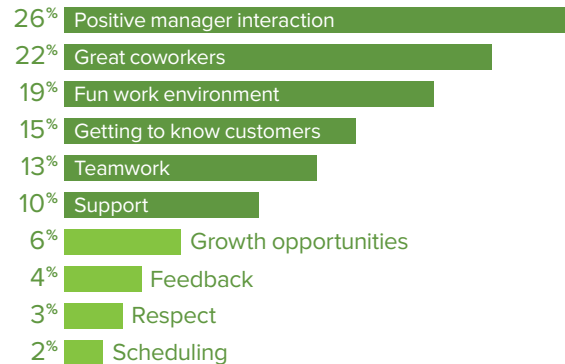 26% Positive manager interaction
22% Great coworkers
19% Fun work environment
15% Getting to know customers
13% Teamwork
10% Support
6% Growth opportunities
4% Feedback
3% Respect
2% Scheduling